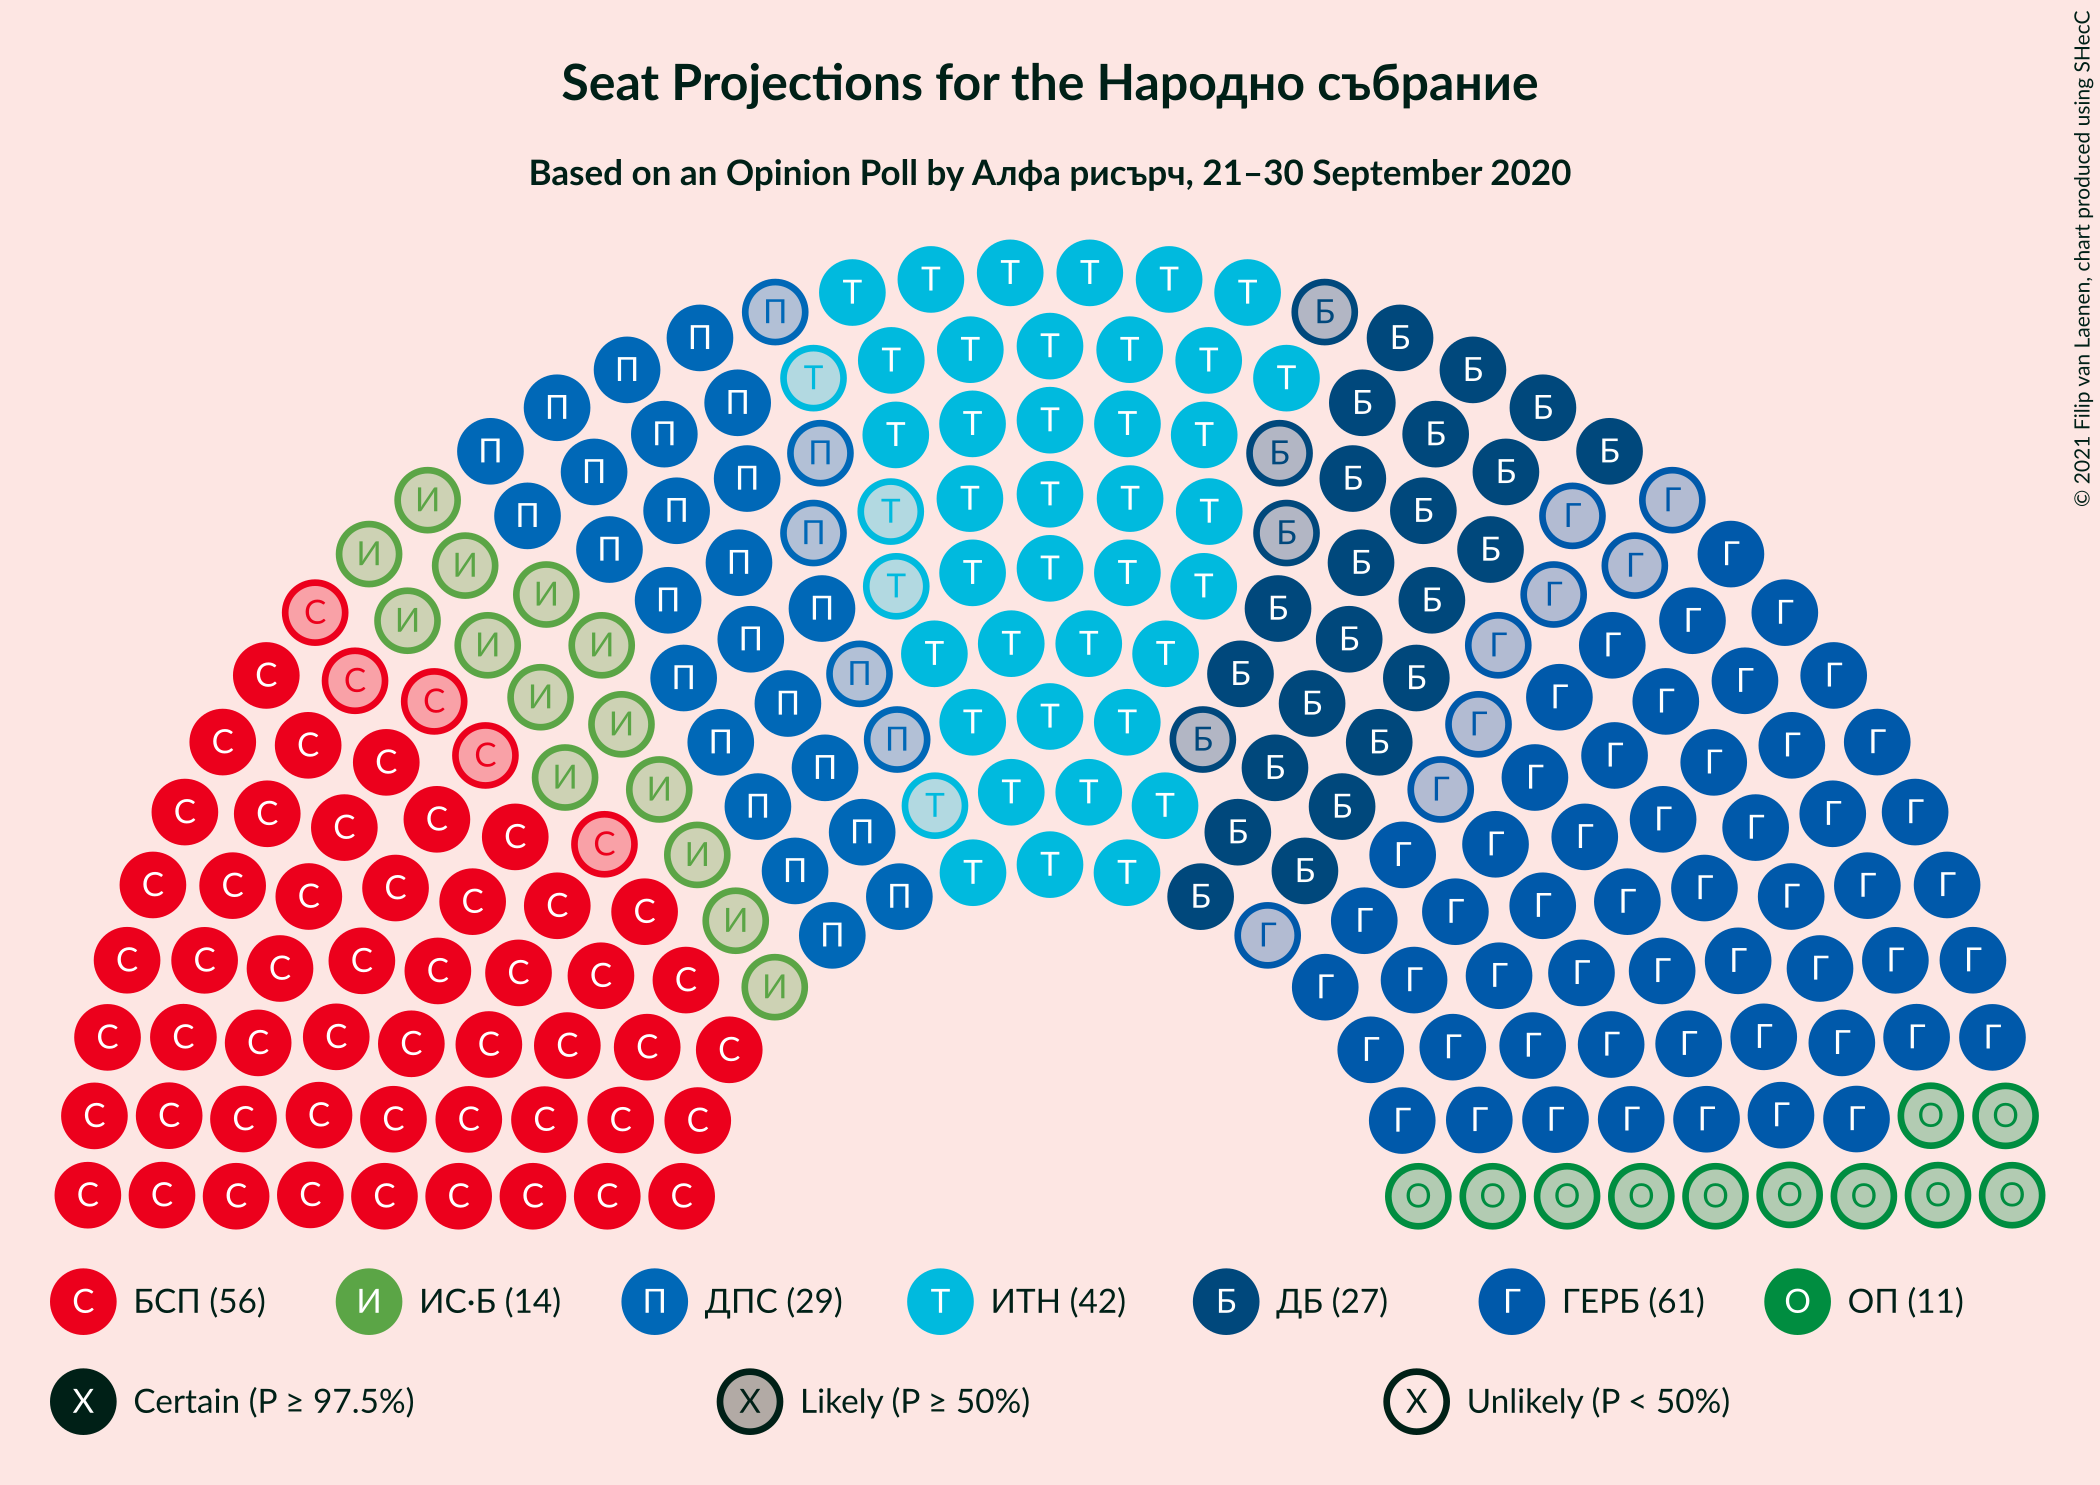 Seat Projections for the Народно събрание
Based on an Opinion Poll by Алфа рисърч, 21–30 September 2020
© 2021 Filip van Laenen, chart produced using SHecC
С БСП (56) И ИС·Б (14) П ДПС (29) Т ИТН (42) Б ДБ (27) Г ГЕРБ (61) О ОП (11)
X Certain (P ≥ 97.5%) X Likely (P ≥ 50%) X Unlikely (P < 50%)